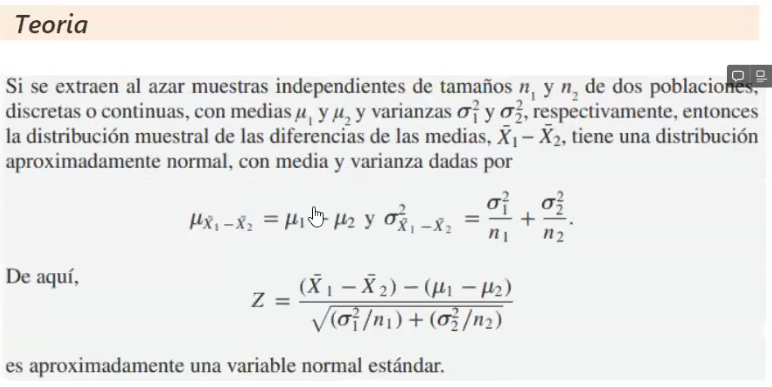 Teoria
Si se extraen al azar muestras independientes de tamaños n₁ y n₂ de dos poblaciones,
discretas o continuas, con medias μ₁ y μ₂ y varianzas σ₁² y σ₂², respectivamente, entonces
la distribución muestral de las diferencias de las medias, X̄₁ − X̄₂, tiene una distribución
aproximadamente normal, con media y varianza dadas por
μ_{X̄₁−X̄₂} = μ₁ − μ₂ y σ²_{X̄₁−X̄₂} = σ₁²/n₁ + σ₂²/n₂.
De aquí,
Z = ((X̄₁ − X̄₂) − (μ₁ − μ₂))/√((σ₁²/n₁) + (σ₂²/n₂))
es aproximadamente una variable normal estándar.